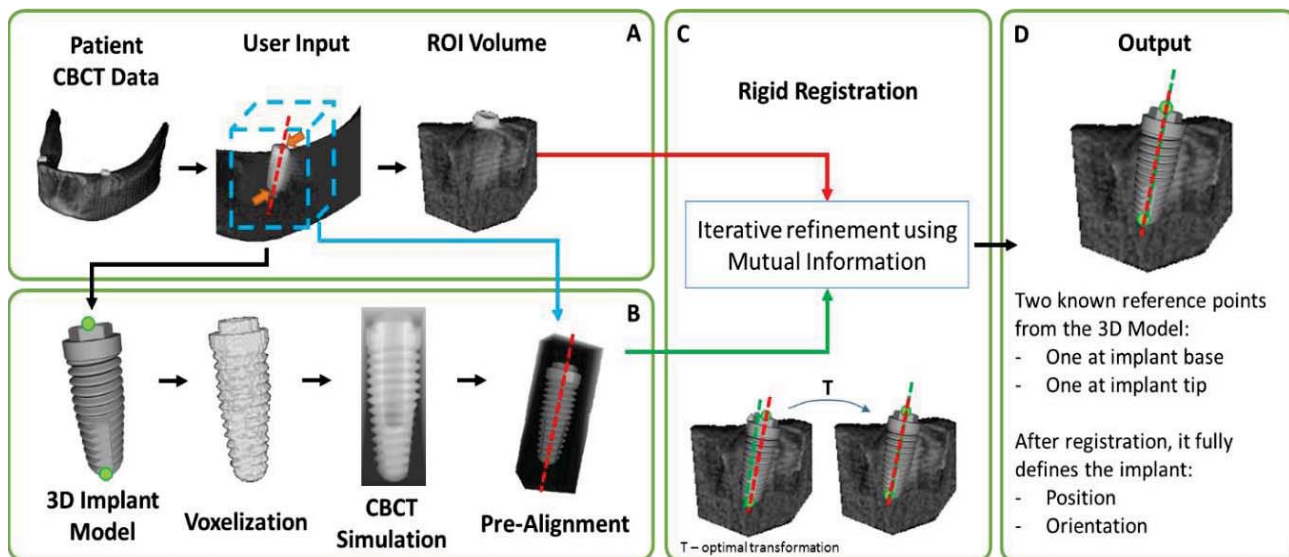 A
Patient
CBCT Data
User Input
ROI Volume
B
3D Implant
Model
Voxelization
CBCT
Simulation
Pre-Alignment
C
Rigid Registration
Iterative refinement using
Mutual Information
T
T – optimal transformation
D
Output
Two known reference points
from the 3D Model:
- One at implant base
- One at implant tip
After registration, it fully
defines the implant:
- Position
- Orientation